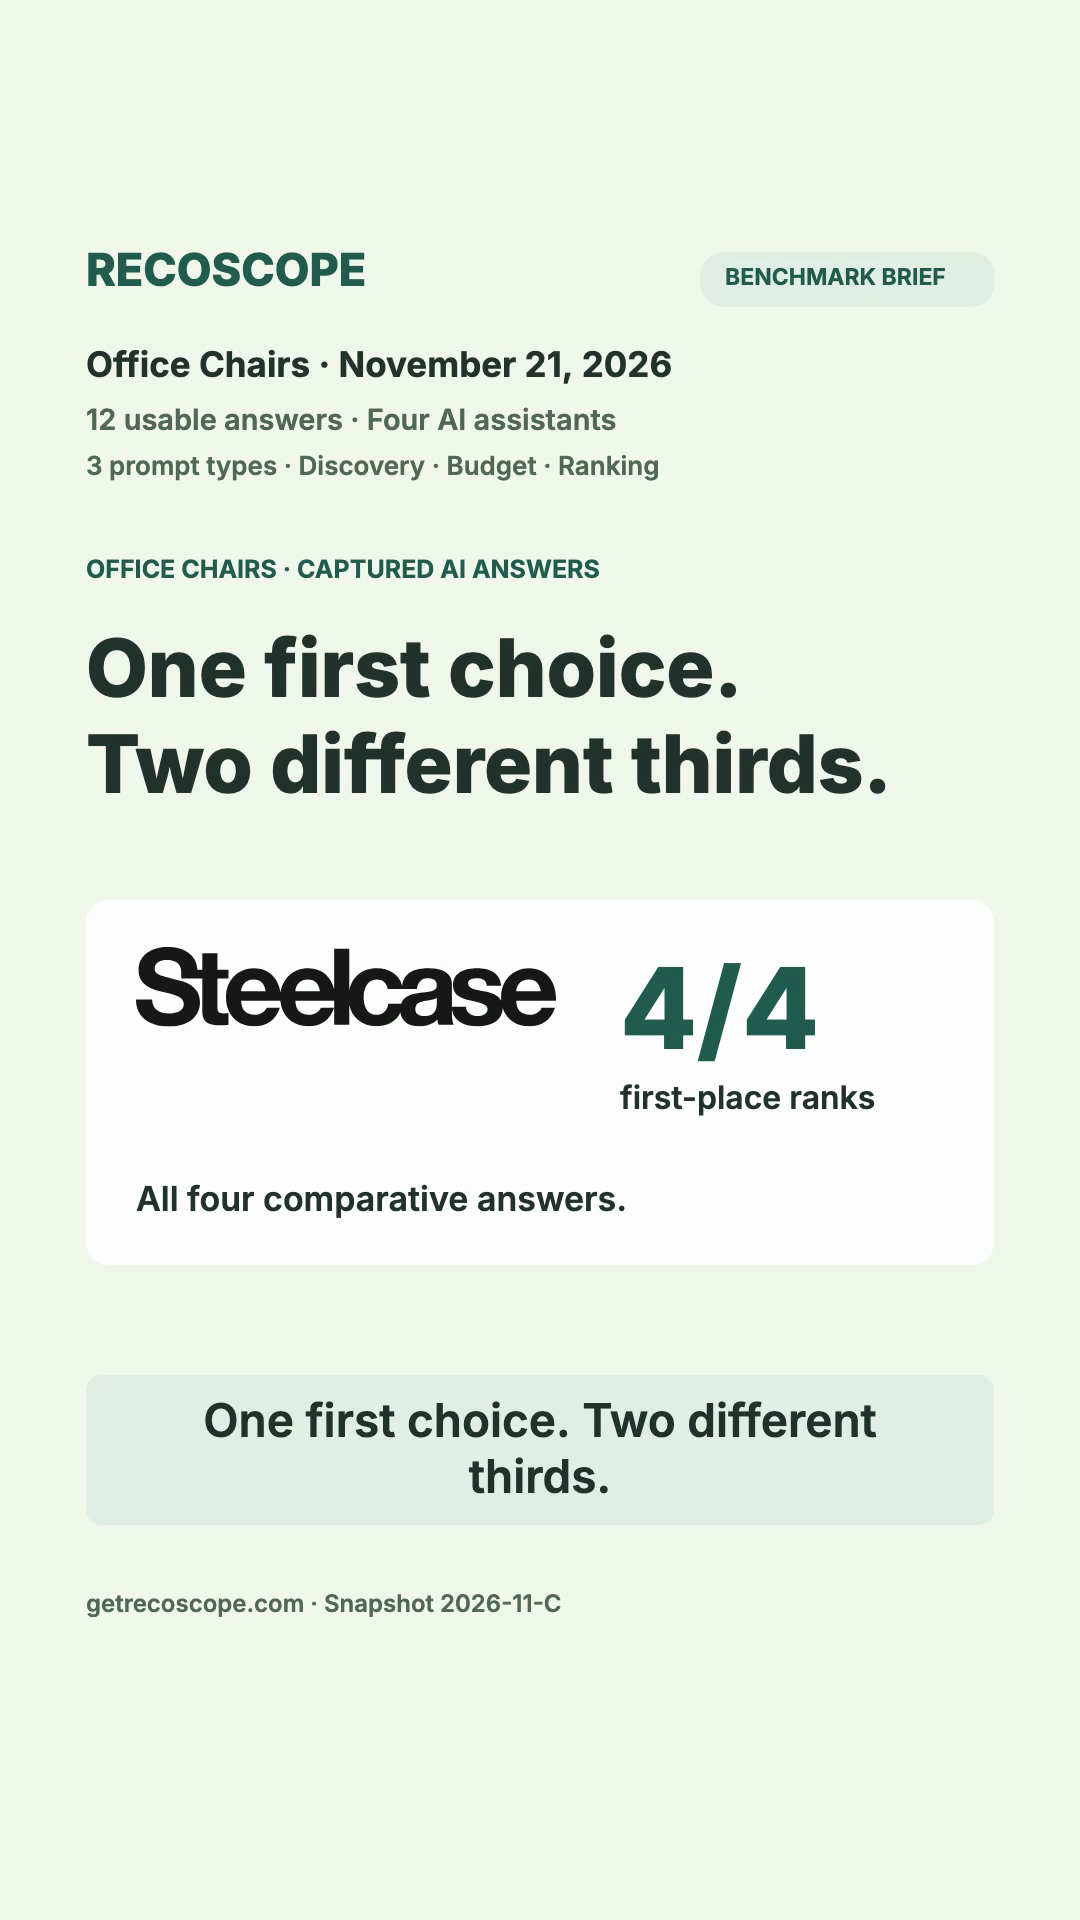 RECOSCOPE
BENCHMARK BRIEF
Office Chairs · November 21, 2026
12 usable answers · Four AI assistants
3 prompt types · Discovery · Budget · Ranking
OFFICE CHAIRS · CAPTURED AI ANSWERS
One first choice.
Two different thirds.
Steelcase
4/4
first-place ranks
All four comparative answers.
One first choice. Two different
thirds.
getrecoscope.com · Snapshot 2026-11-C